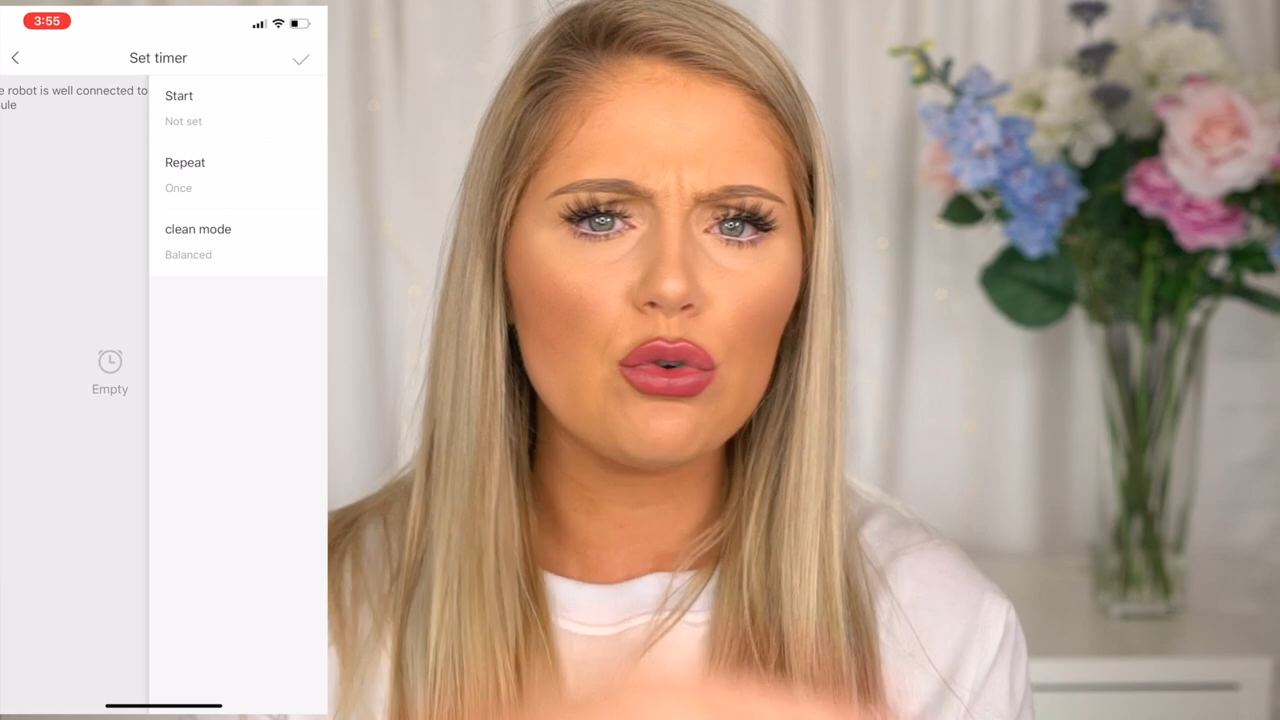 3:55
Set timer
e robot is well connected to
ule
Start
Not set
Repeat
Once
clean mode
Balanced
Empty